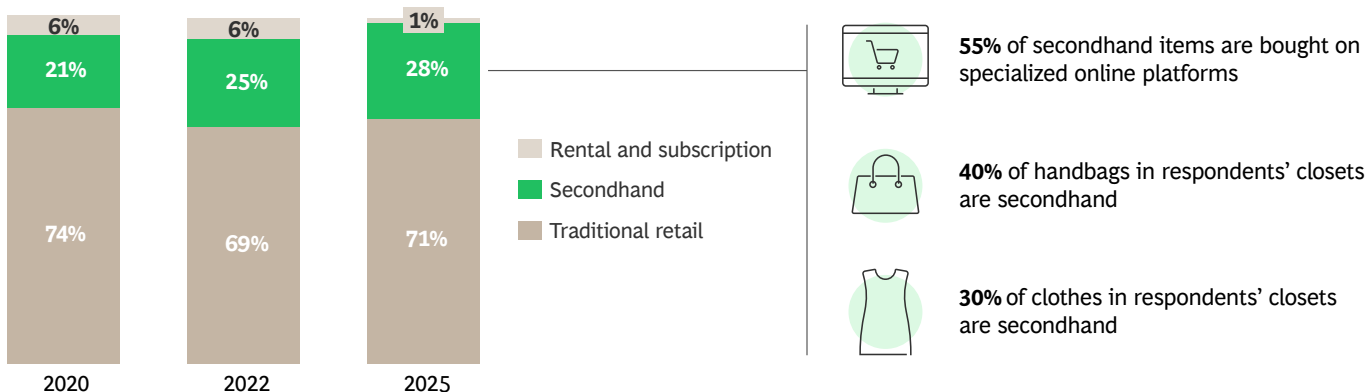 6%
21%
74%
2020
6%
25%
69%
2022
1%
28%
71%
2025
Rental and subscription
Secondhand
Traditional retail
55% of secondhand items are bought on
specialized online platforms
40% of handbags in respondents’ closets
are secondhand
30% of clothes in respondents’ closets
are secondhand